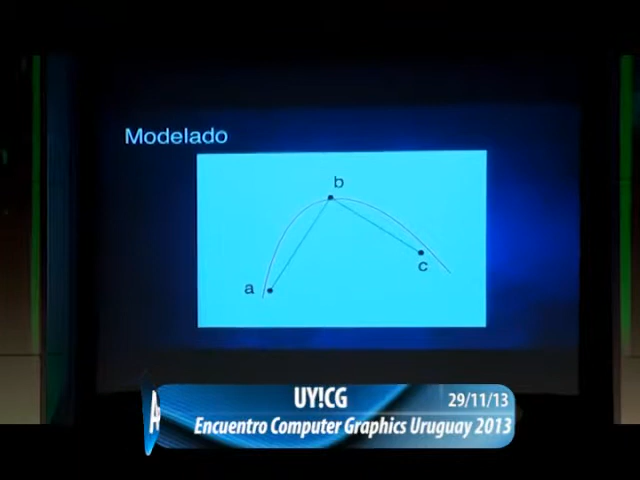 Modelado
b
a
c
UY!CG
29/11/13
Encuentro Computer Graphics Uruguay 2013